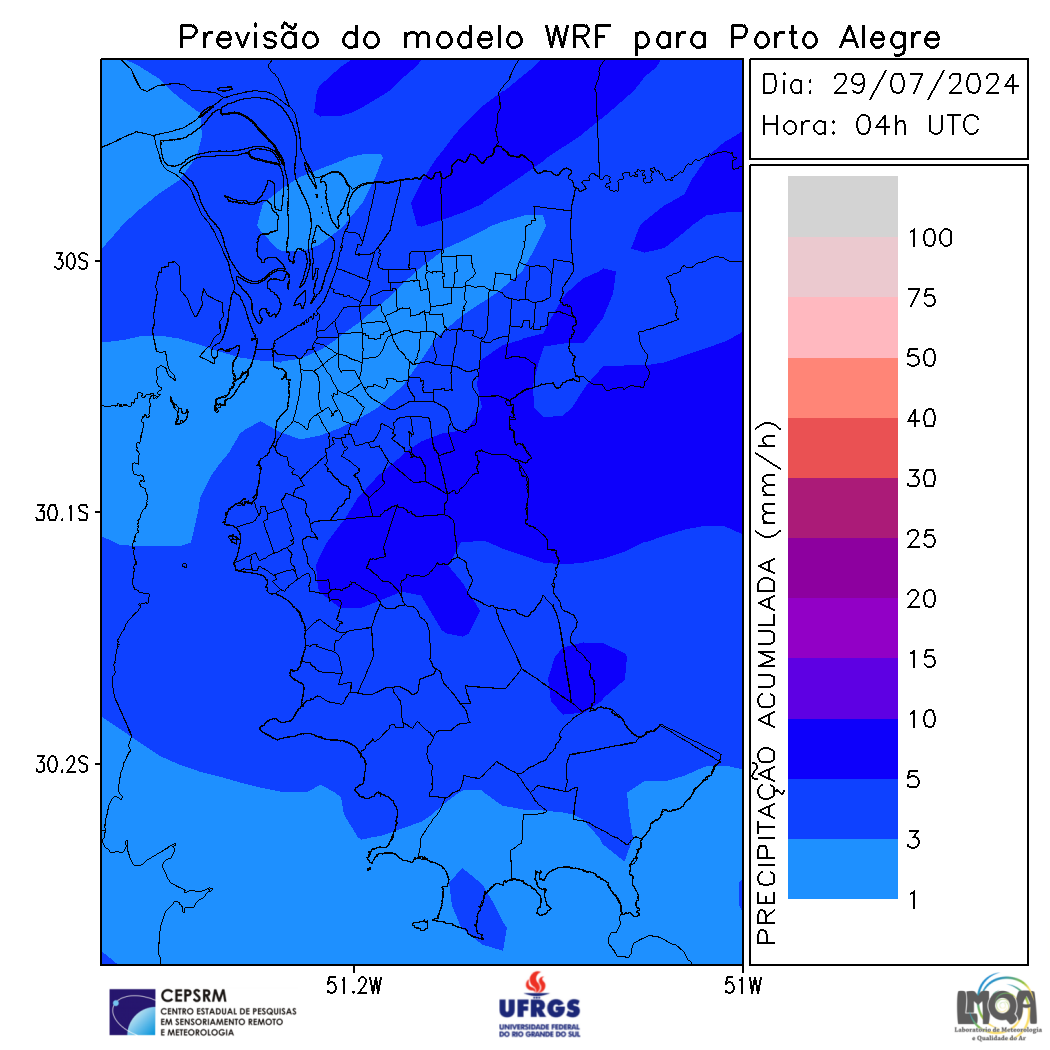 Previsão do modelo WRF para Porto Alegre
Dia: 29/07/2024
Hora: 04h UTC
100
75
50
40
30
25
20
15
10
5
3
1
PRECIPITAÇÃO ACUMULADA (mm/h)
30S
30.1S
30.2S
51.2W
51W
CEPSRM
CENTRO ESTADUAL DE PESQUISAS
EM SENSORIAMENTO REMOTO
E METEOROLOGIA
UFRGS
UNIVERSIDADE FEDERAL
DO RIO GRANDE DO SUL
LMQA
Laboratório de Meteorologia
e Qualidade do Ar